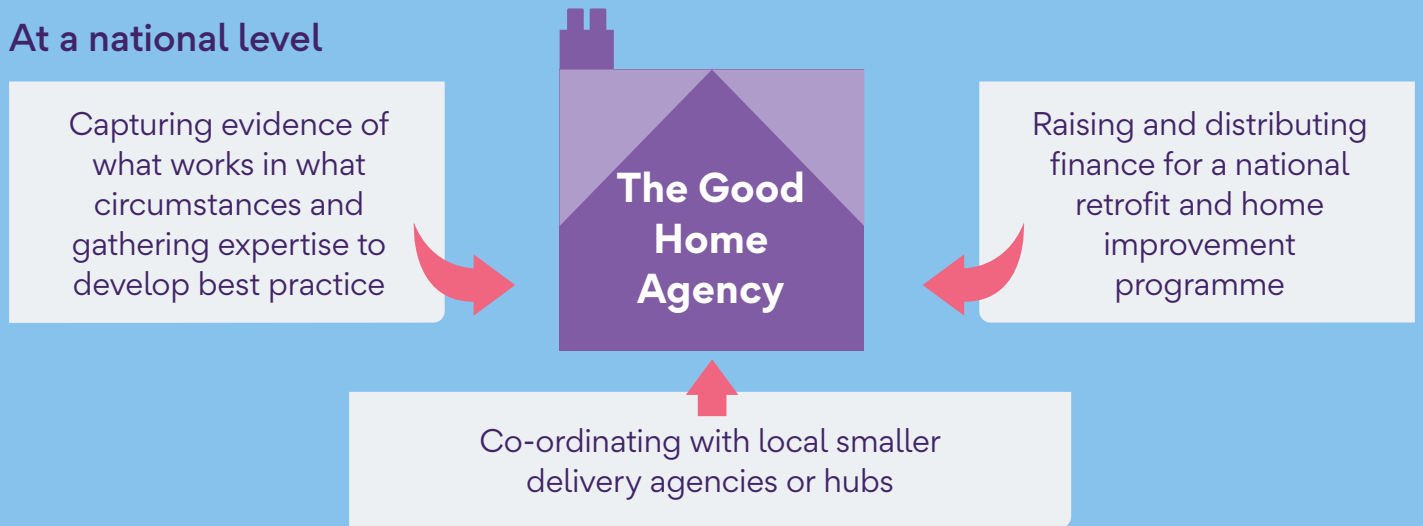 At a national level
Capturing evidence of
what works in what
circumstances and
gathering expertise to
develop best practice
The Good
Home
Agency
Raising and distributing
finance for a national
retrofit and home
improvement
programme
Co-ordinating with local smaller
delivery agencies or hubs